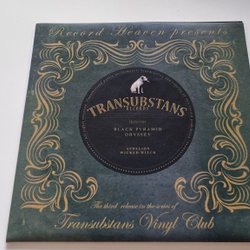 Record Heaven presents
TRANSUBSTANS
RECORDS
BLACK PYRAMID
ODYSSEY
WICKED WITCH
The third release in the series of
Transubstans Vinyl Club